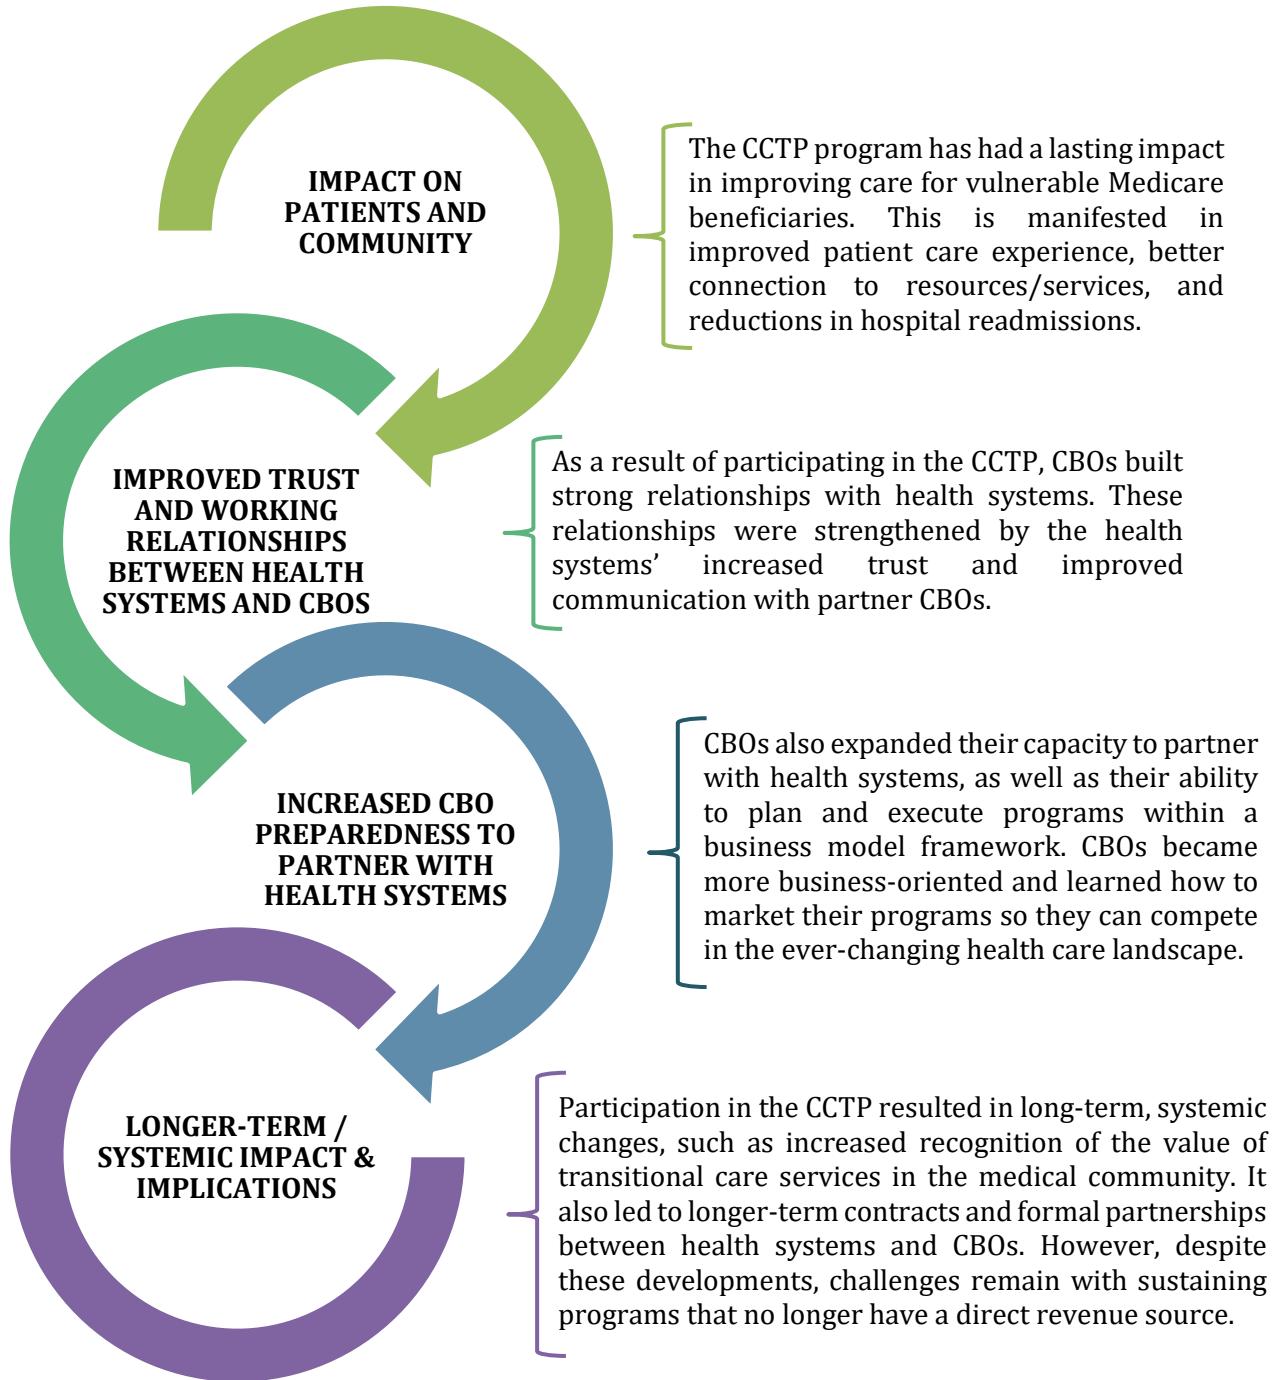 IMPACT ON
PATIENTS AND
COMMUNITY
The CCTP program has had a lasting impact
in improving care for vulnerable Medicare
beneficiaries. This is manifested in
improved patient care experience, better
connection to resources/services, and
reductions in hospital readmissions.
IMPROVED TRUST
AND WORKING
RELATIONSHIPS
BETWEEN HEALTH
SYSTEMS AND CBOS
As a result of participating in the CCTP, CBOs built
strong relationships with health systems. These
relationships were strengthened by the health
systems’ increased trust and improved
communication with partner CBOs.
INCREASED CBO
PREPAREDNESS TO
PARTNER WITH
HEALTH SYSTEMS
CBOs also expanded their capacity to partner
with health systems, as well as their ability
to plan and execute programs within a
business model framework. CBOs became
more business-oriented and learned how to
market their programs so they can compete
in the ever-changing health care landscape.
LONGER-TERM /
SYSTEMIC IMPACT &
IMPLICATIONS
Participation in the CCTP resulted in long-term, systemic
changes, such as increased recognition of the value of
transitional care services in the medical community. It
also led to longer-term contracts and formal partnerships
between health systems and CBOs. However, despite
these developments, challenges remain with sustaining
programs that no longer have a direct revenue source.